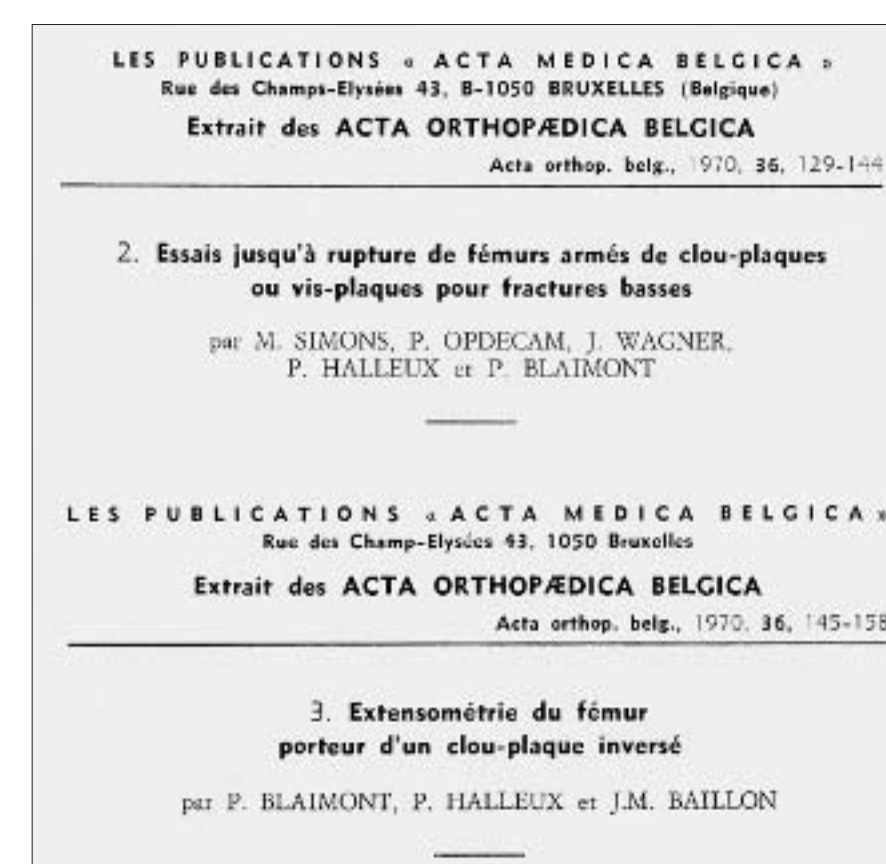 LES PUBLICATIONS « ACTA MEDICA BELGICA »
Rue des Champs-Elysées 43, B-1050 BRUXELLES (Belgique)
Extrait des ACTA ORTHOPÆDICA BELGICA
Acta orthop. belg., 1970, 36, 129-144
2. Essais jusqu'à rupture de fémurs armés de clou-plaques
ou vis-plaques pour fractures basses
par M. SIMONS, P. OPDECAM, J. WAGNER,
P. HALLEUX et P. BLAIMONT
LES PUBLICATIONS « ACTA MEDICA BELGICA »
Rue des Champ-Elysées 43, 1050 Bruxelles
Extrait des ACTA ORTHOPÆDICA BELGICA
Acta orthop. belg., 1970, 36, 145-158
3. Extensométrie du fémur
porteur d'un clou-plaque inversé
par P. BLAIMONT, P. HALLEUX et J.M. BAILLON